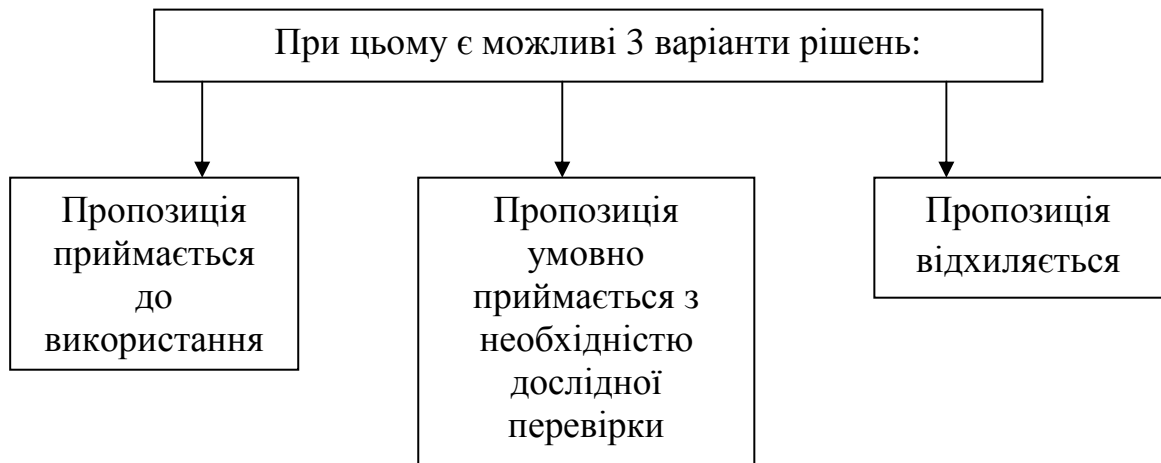 При цьому є можливі 3 варіанти рішень:
Пропозиція
приймається
до
використання
Пропозиція
умовно
приймається з
необхідністю
дослідної
перевірки
Пропозиція
відхиляється